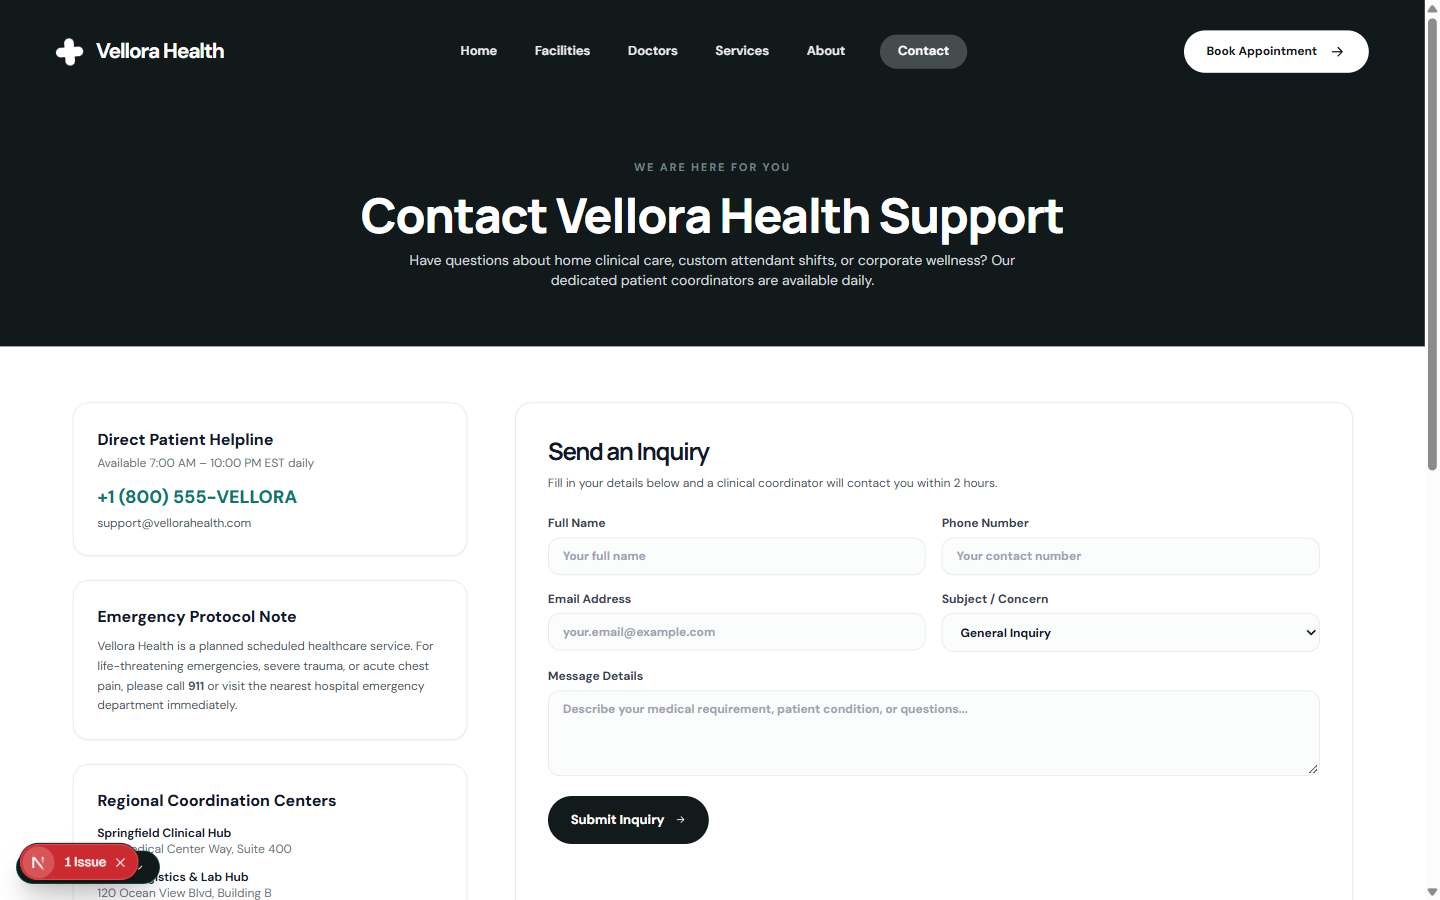 Vellora Health
Home
Facilities
Doctors
Services
About
Contact
Book Appointment
WE ARE HERE FOR YOU
Contact Vellora Health Support
Have questions about home clinical care, custom attendant shifts, or corporate wellness? Our
dedicated patient coordinators are available daily.
Direct Patient Helpline
Available 7:00 AM – 10:00 PM EST daily
+1 (800) 555-VELLORA
support@vellorahealth.com
Emergency Protocol Note
Vellora Health is a planned scheduled healthcare service. For
life-threatening emergencies, severe trauma, or acute chest
pain, please call 911 or visit the nearest hospital emergency
department immediately.
Regional Coordination Centers
Springfield Clinical Hub
Center Way, Suite 400
& Lab Hub
120 Ocean View Blvd, Building B
N 1 Issue
Send an Inquiry
Fill in your details below and a clinical coordinator will contact you within 2 hours.
Full Name
Your full name
Phone Number
Your contact number
Email Address
your.email@example.com
Subject / Concern
General Inquiry
Message Details
Describe your medical requirement, patient condition, or questions...
Submit Inquiry